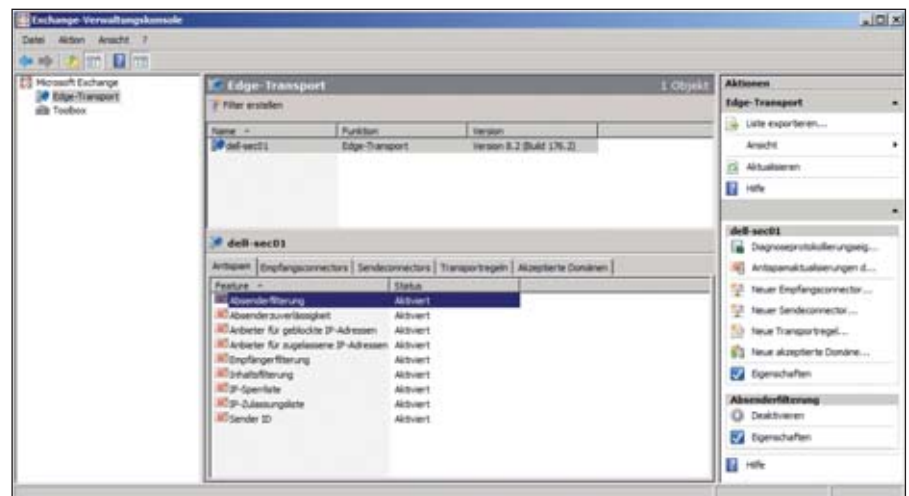 Exchange-Verwaltungskonsole
Datei Aktion Ansicht ?
Microsoft Exchange
Edge-Transport
Toolbox
Edge-Transport 1 Objekt
Filter erstellen
Name Funktion Version
dell-sec01 Edge-Transport Version 8.2 (Build 176.2)
dell-sec01
Antispam Empfangsconnectors Sendeconnectors Transportregeln Akzeptierte Domänen
Feature Status
Absenderfilterung Aktiviert
Absenderzuverlässigkeit Aktiviert
Anbieter für geblockte IP-Adressen Aktiviert
Anbieter für zugelassene IP-Adressen Aktiviert
Empfängerfilterung Aktiviert
Inhaltsfilterung Aktiviert
IP-Sperrliste Aktiviert
IP-Zulassungsliste Aktiviert
Sender ID Aktiviert
Aktionen
Edge-Transport
Liste exportieren...
Ansicht
Aktualisieren
Hilfe
dell-sec01
Diagnoseprotokollierungseig...
Antispamaktualisierungen d...
Neuer Empfangsconnector...
Neuer Sendeconnector...
Neue Transportregel...
Neue akzeptierte Domäne...
Eigenschaften
Absenderfilterung
Deaktivieren
Eigenschaften
Hilfe